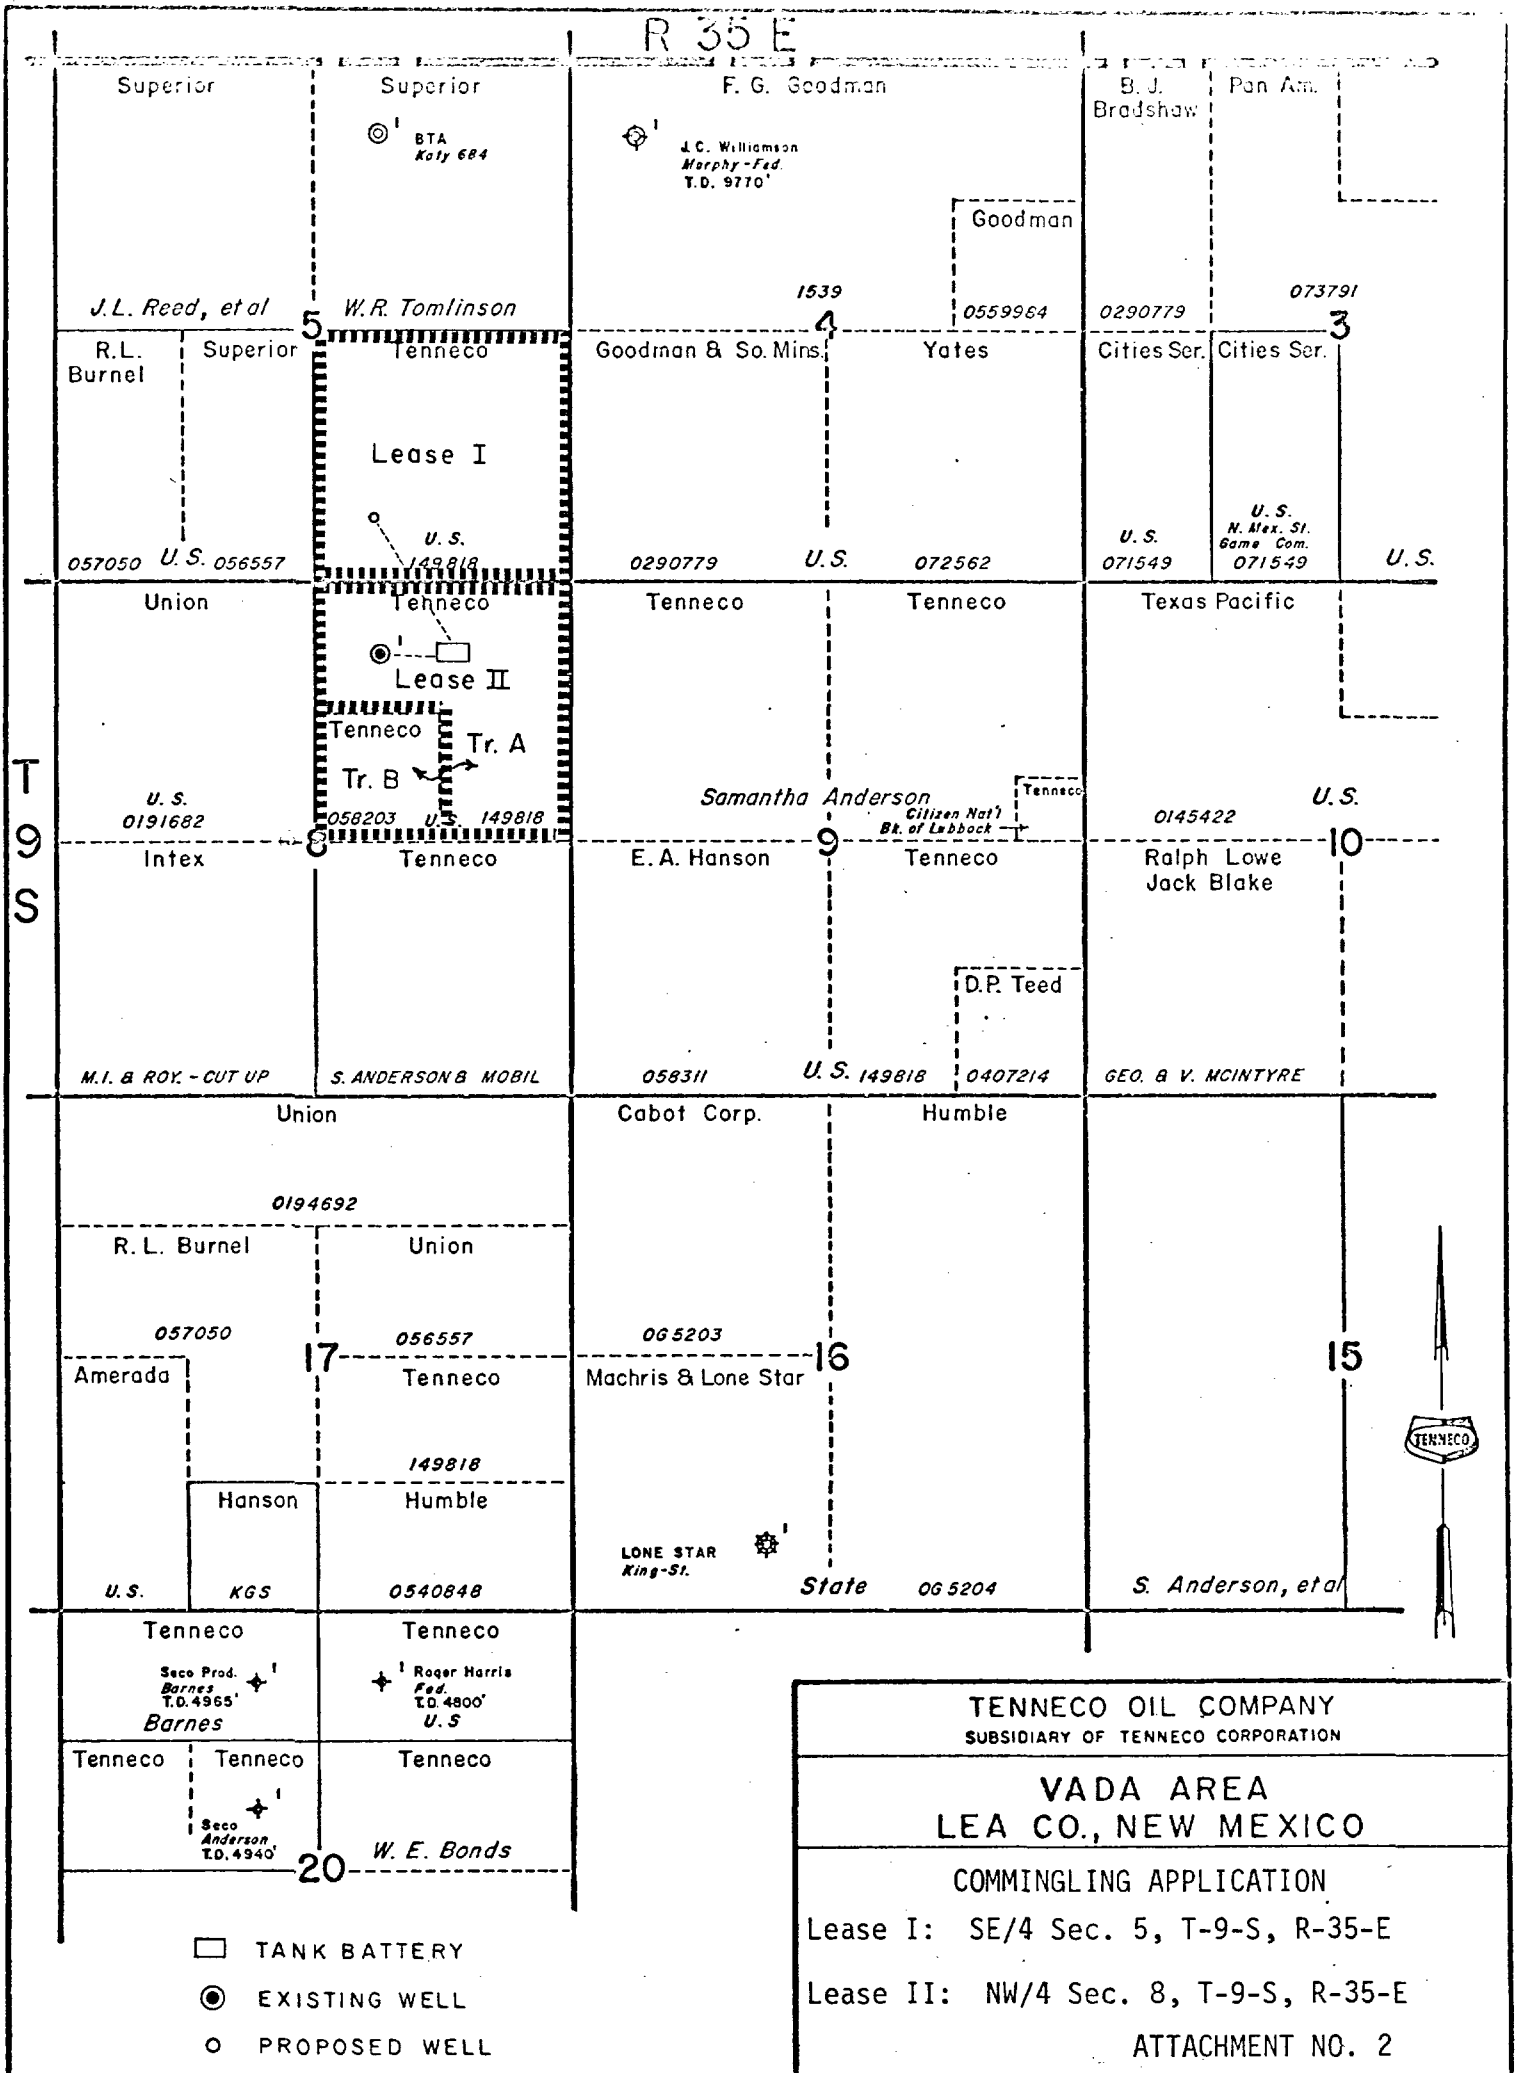 R 35 E
Superior
Superior
F. G. Goodman
B. J.
Bradshaw
Pan Am.
1
BTA
Katy 684
1
J.C. Williamson
Murphy-Fed.
T.D. 9770'
Goodman
J.L. Reed, et al
5
W.R. Tomlinson
1539
4
0559964
0290779
073791
3
R.L.
Burnel
Superior
Tenneco
Goodman & So. Mins.
Yates
Cities Ser.
Cities Ser.
Lease I
U.S.
149818
057050
U.S.
056557
0290779
U.S.
072562
U.S.
071549
U.S.
N. Mex. St.
Game Com.
071549
U.S.
Union
Tenneco
Tenneco
Tenneco
Texas Pacific
1
Lease II
Tenneco
Tr. A
Tr. B
T
9
S
U.S.
0191682
058203
U.S.
149818
8
Samantha Anderson
Citizen Nat'l
Bk. of Lubbock
Tenneco
9
0145422
U.S.
10
Intex
Tenneco
E.A. Hanson
Tenneco
Ralph Lowe
Jack Blake
D.P. Teed
M.I. & ROY. - CUT UP
S. ANDERSON & MOBIL
058311
U.S.
149818
0407214
GEO. & V. MCINTYRE
Union
Cabot Corp.
Humble
0194692
R. L. Burnel
Union
057050
17
056557
OG 5203
16
15
Amerada
Tenneco
Machris & Lone Star
149818
TENNECO
Hanson
Humble
LONE STAR
King-St.
1
U.S.
KGS
0540848
State
OG 5204
S. Anderson, et al
Tenneco
Tenneco
Seco Prod.
Barnes
T.D. 4965'
1
1
Roger Harris
Fed.
T.D. 4800'
Barnes
U.S
Tenneco
Tenneco
Tenneco
1
Seco
Anderson
T.D. 4940'
20
W. E. Bonds
TENNECO OIL COMPANY
SUBSIDIARY OF TENNECO CORPORATION
VADA AREA
LEA CO., NEW MEXICO
COMMINGLING APPLICATION
Lease I: SE/4 Sec. 5, T-9-S, R-35-E
Lease II: NW/4 Sec. 8, T-9-S, R-35-E
ATTACHMENT NO. 2
TANK BATTERY
EXISTING WELL
PROPOSED WELL